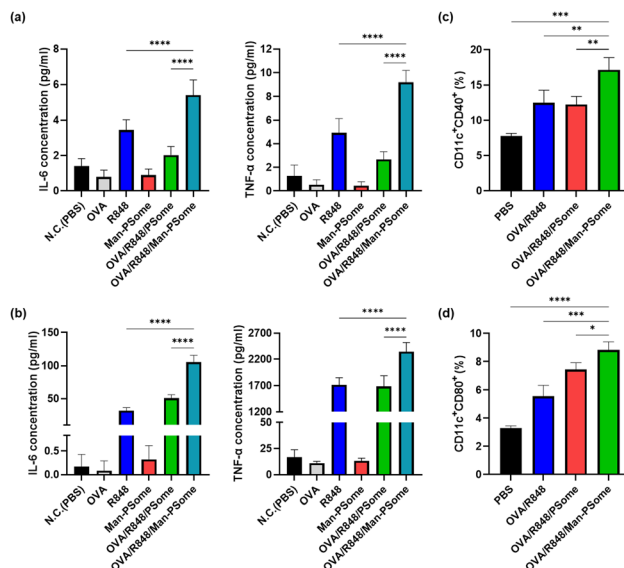 (a)
IL-6 concentration (pg/ml)
8
6
4
2
0
****
****
N.C.(PBS)
OVA
R848
Man-PSome
OVA/R848/PSome
OVA/R848/Man-PSome
TNF-α concentration (pg/ml)
12
10
8
6
4
2
0
****
****
N.C.(PBS)
OVA
R848
Man-PSome
OVA/R848/PSome
OVA/R848/Man-PSome
(c)
CD11c+CD40+ (%)
20
15
10
5
0
***
**
**
PBS
OVA/R848
OVA/R848/PSome
OVA/R848/Man-PSome
(b)
IL-6 concentration (pg/ml)
150
100
50
0.5
0.0
****
****
N.C.(PBS)
OVA
R848
Man-PSome
OVA/R848/PSome
OVA/R848/Man-PSome
TNF-α concentration (pg/ml)
2700
2200
1700
1200
50
25
0
****
****
N.C.(PBS)
OVA
R848
Man-PSome
OVA/R848/PSome
OVA/R848/Man-PSome
(d)
CD11c+CD80+ (%)
10
8
6
4
2
0
****
***
*
PBS
OVA/R848
OVA/R848/PSome
OVA/R848/Man-PSome